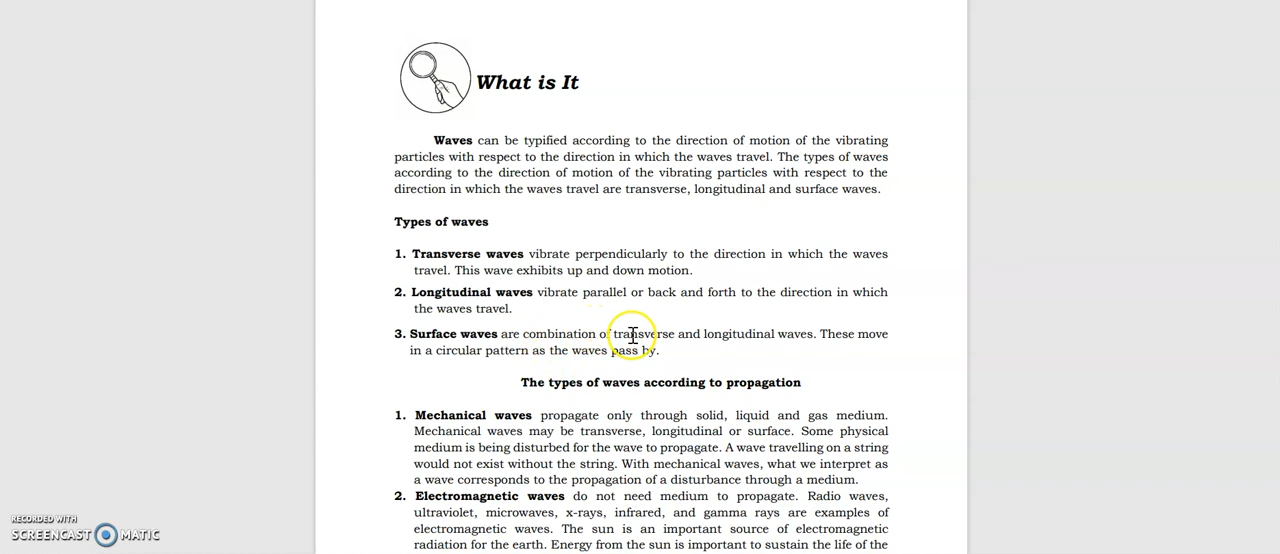 What is It
Waves can be typified according to the direction of motion of the vibrating
particles with respect to the direction in which the waves travel. The types of waves
according to the direction of motion of the vibrating particles with respect to the
direction in which the waves travel are transverse, longitudinal and surface waves.
Types of waves
1. Transverse waves vibrate perpendicularly to the direction in which the waves
travel. This wave exhibits up and down motion.
2. Longitudinal waves vibrate parallel or back and forth to the direction in which
the waves travel.
3. Surface waves are combination of transverse and longitudinal waves. These move
in a circular pattern as the waves pass by.
The types of waves according to propagation
1. Mechanical waves propagate only through solid, liquid and gas medium.
Mechanical waves may be transverse, longitudinal or surface. Some physical
medium is being disturbed for the wave to propagate. A wave travelling on a string
would not exist without the string. With mechanical waves, what we interpret as
a wave corresponds to the propagation of a disturbance through a medium.
2. Electromagnetic waves do not need medium to propagate. Radio waves,
ultraviolet, microwaves, x-rays, infrared, and gamma rays are examples of
electromagnetic waves. The sun is an important source of electromagnetic
radiation for the earth. Energy from the sun is important to sustain the life of the
RECORDED WITH
SCREENCAST MATIC